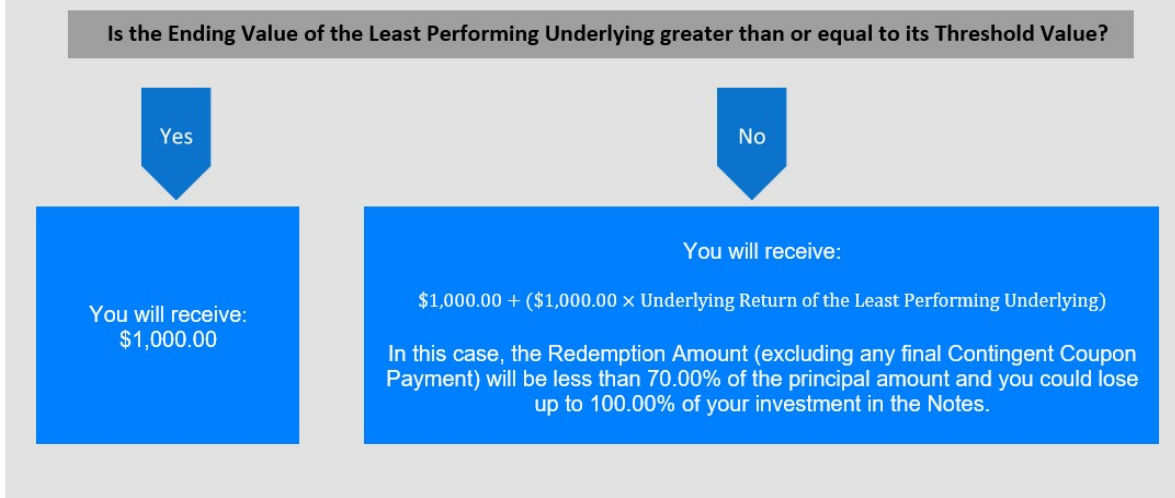 Is the Ending Value of the Least Performing Underlying greater than or equal to its Threshold Value?
Yes
No
You will receive:
$1,000.00
You will receive:
$1,000.00 + ($1,000.00 × Underlying Return of the Least Performing Underlying)
In this case, the Redemption Amount (excluding any final Contingent Coupon
Payment) will be less than 70.00% of the principal amount and you could lose
up to 100.00% of your investment in the Notes.